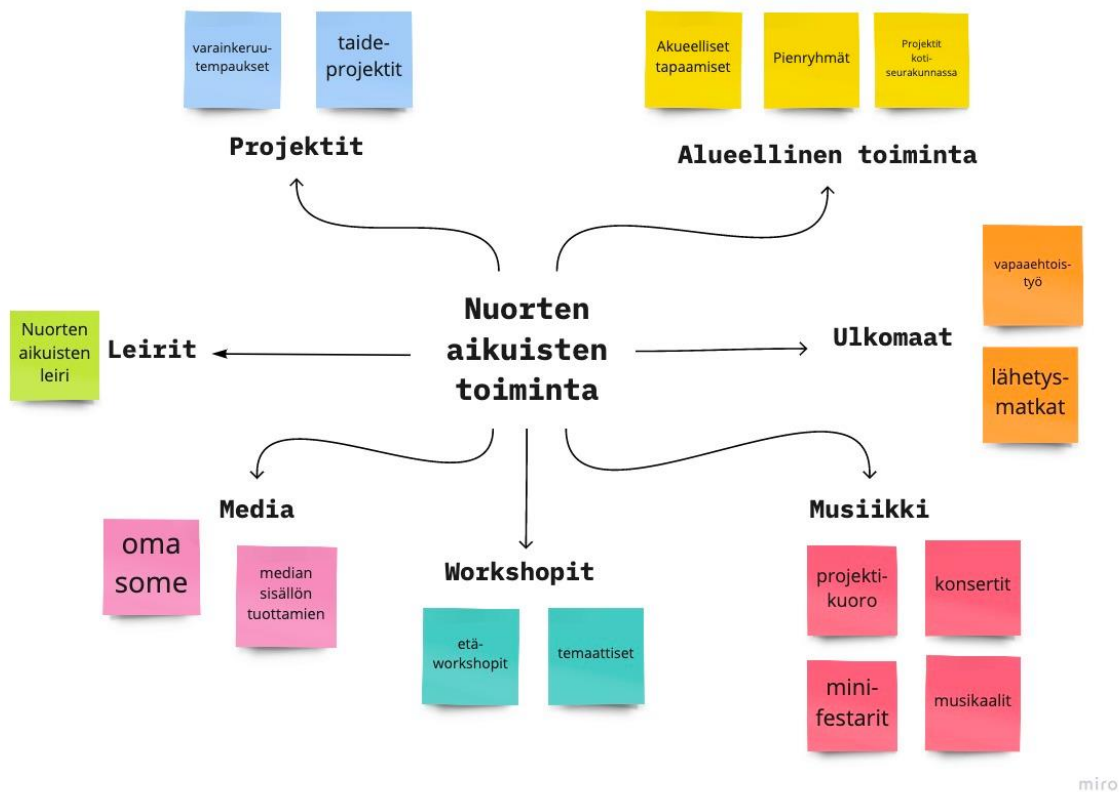 varainkeruu-
tempaukset
taide-
projektit
Projektit
Akueelliset
tapaamiset
Pienryhmät
Projektit
koti-
seurakunnassa
Alueellinen toiminta
Nuorten
aikuisten
toiminta
Nuorten
aikuisten
leiri
Leirit
Ulkomaat
vapaaehtois-
työ
lähetys-
matkat
Media
oma
some
median
sisällön
tuottamien
Workshopit
etä-
workshopit
temaattiset
Musiikki
projekti-
kuoro
konsertit
mini-
festarit
musikaalit
miro